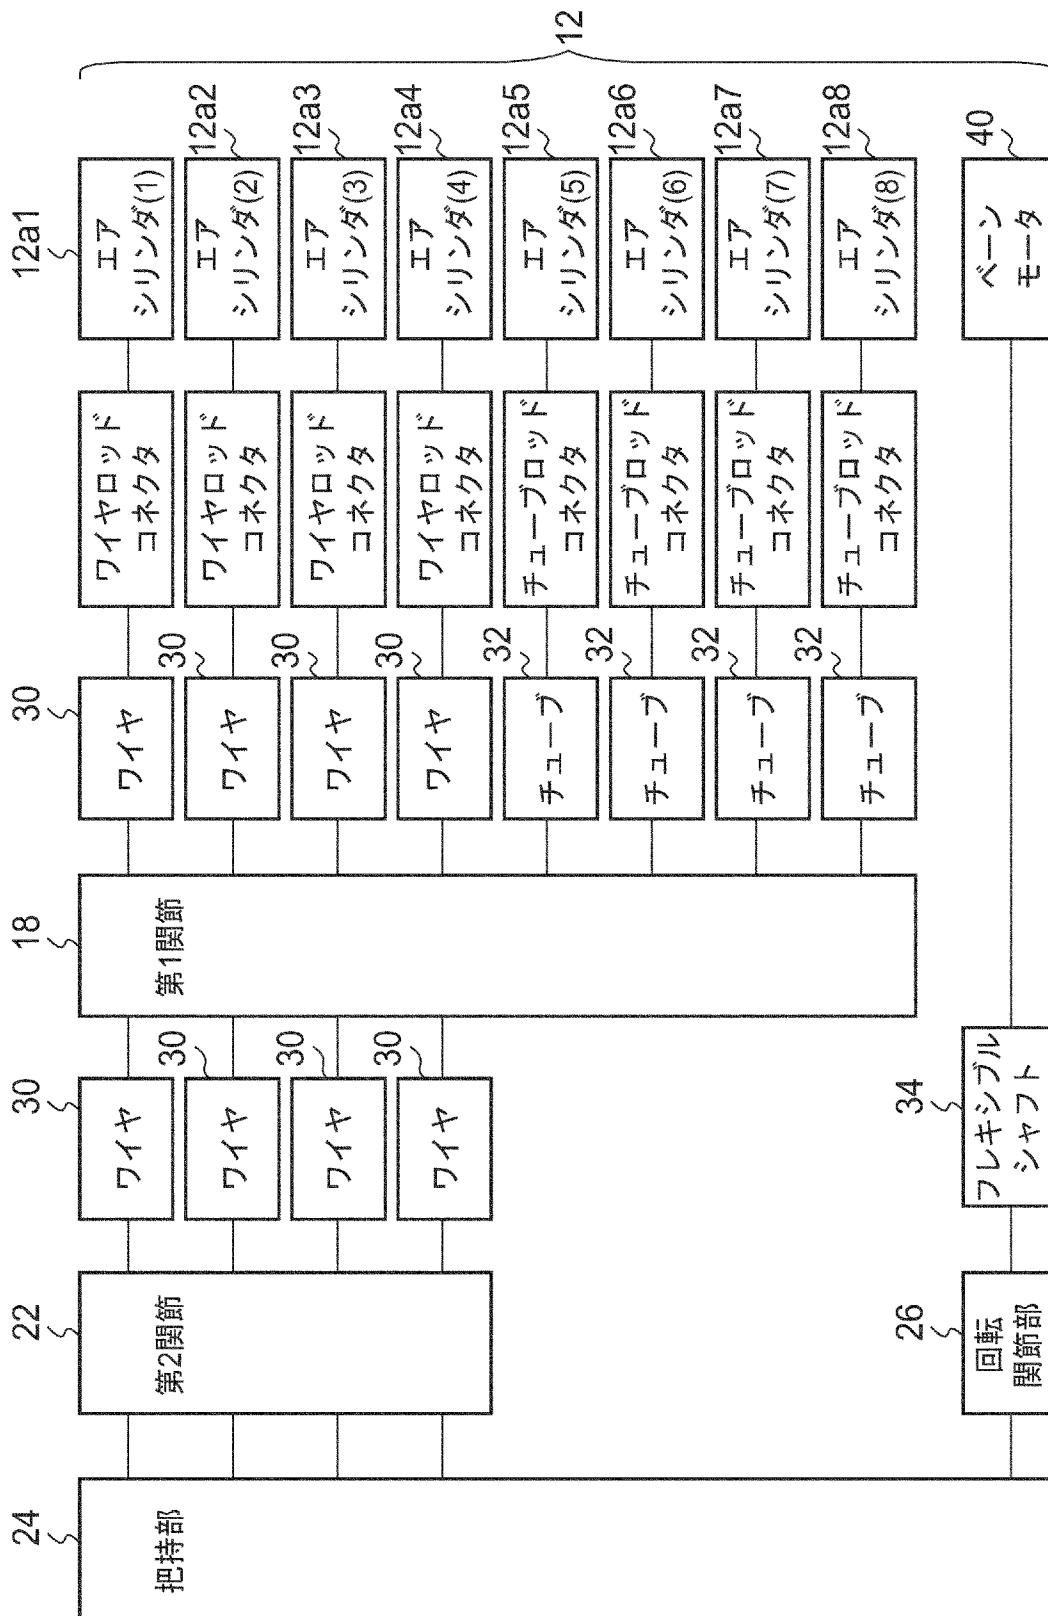 12
12a1
エア
シリンダ(1)
12a2
エア
シリンダ(2)
12a3
エア
シリンダ(3)
12a4
エア
シリンダ(4)
12a5
エア
シリンダ(5)
12a6
エア
シリンダ(6)
12a7
エア
シリンダ(7)
12a8
エア
シリンダ(8)
40
ベーン
モータ
ワイヤロッド
コネクタ
ワイヤロッド
コネクタ
ワイヤロッド
コネクタ
ワイヤロッド
コネクタ
チューブロッド
コネクタ
チューブロッド
コネクタ
チューブロッド
コネクタ
チューブロッド
コネクタ
30
ワイヤ
30
ワイヤ
30
ワイヤ
30
ワイヤ
32
チューブ
32
チューブ
32
チューブ
32
チューブ
18
第1関節
30
ワイヤ
30
ワイヤ
30
ワイヤ
30
ワイヤ
34
フレキシブル
シャフト
22
第2関節
26
回転
関節部
24
把持部